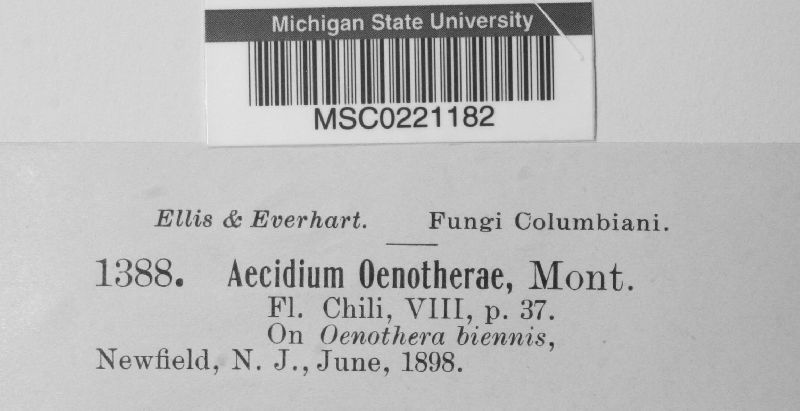 Michigan State University
MSC0221182
Ellis & Everhart. Fungi Columbiani.
1388. Aecidium Oenotherae, Mont.
Fl. Chili, VIII, p. 37.
On Oenothera biennis,
Newfield, N. J., June, 1898.